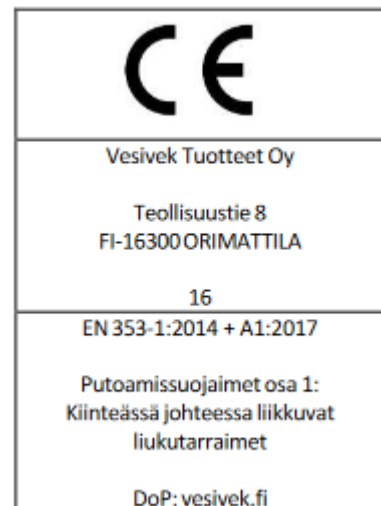 CE
Vesivek Tuotteet Oy
Teollisuustie 8
FI-16300 ORIMATTILA
16
EN 353-1:2014 + A1:2017
Putoamissuojaimet osa 1:
Kiinteässä johteessa liikkuvat
liukutarraimet
DoP: vesivek.fi